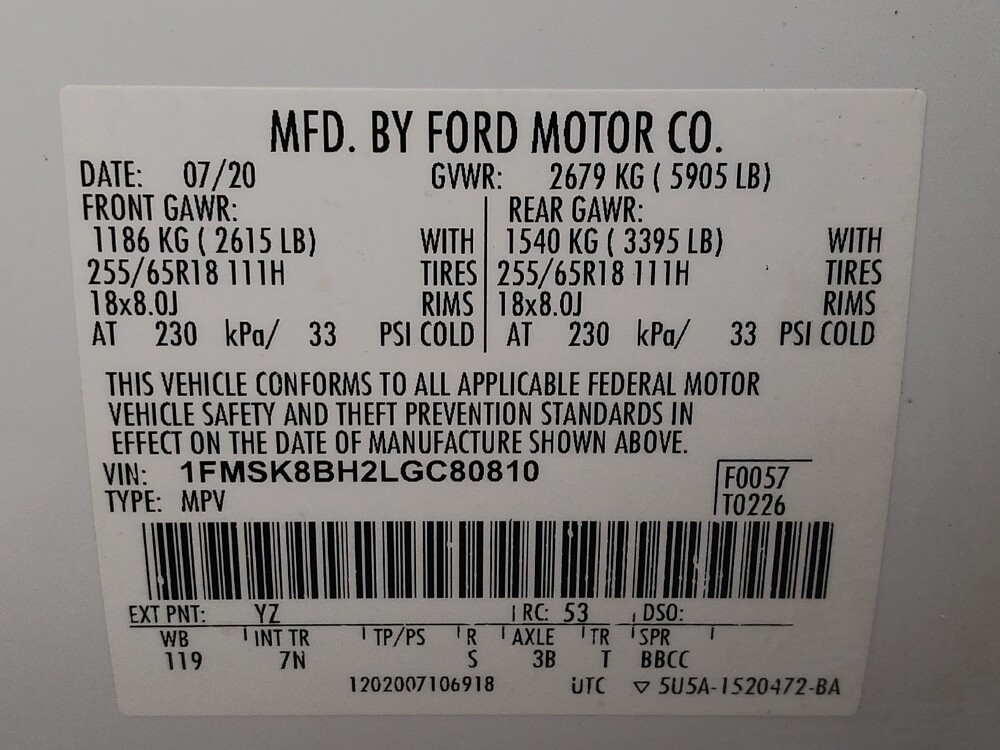 MFD. BY FORD MOTOR CO.
DATE: 07/20 GVWR: 2679 KG ( 5905 LB)
FRONT GAWR: REAR GAWR:
1186 KG ( 2615 LB) WITH 1540 KG ( 3395 LB) WITH
255/65R18 111H TIRES 255/65R18 111H TIRES
18x8.0J RIMS 18x8.0J RIMS
AT 230 kPa/ 33 PSI COLD AT 230 kPa/ 33 PSI COLD
THIS VEHICLE CONFORMS TO ALL APPLICABLE FEDERAL MOTOR
VEHICLE SAFETY AND THEFT PREVENTION STANDARDS IN
EFFECT ON THE DATE OF MANUFACTURE SHOWN ABOVE.
VIN: 1FMSK8BH2LGC80810 F0057
TYPE: MPV T0226
EXT PNT: YZ RC: 53 DSO:
WB INT TR TP/PS R AXLE TR SPR
119 7N S 3B T BBCC
1202007106918 UTC ▽ 5U5A-1520472-BA